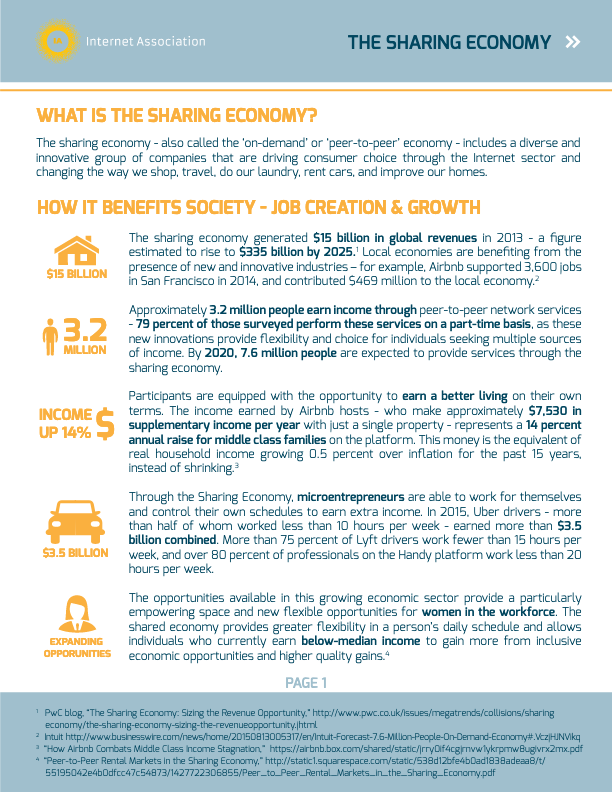 Internet Association
THE SHARING ECONOMY »
WHAT IS THE SHARING ECONOMY?
The sharing economy - also called the ‘on-demand’ or ‘peer-to-peer’ economy - includes a diverse and
innovative group of companies that are driving consumer choice through the Internet sector and
changing the way we shop, travel, do our laundry, rent cars, and improve our homes.
HOW IT BENEFITS SOCIETY - JOB CREATION & GROWTH
$15 BILLION
The sharing economy generated $15 billion in global revenues in 2013 - a figure
estimated to rise to $335 billion by 2025.¹ Local economies are benefiting from the
presence of new and innovative industries – for example, Airbnb supported 3,600 jobs
in San Francisco in 2014, and contributed $469 million to the local economy.²
3.2
MILLION
Approximately 3.2 million people earn income through peer-to-peer network services
- 79 percent of those surveyed perform these services on a part-time basis, as these
new innovations provide flexibility and choice for individuals seeking multiple sources
of income. By 2020, 7.6 million people are expected to provide services through the
sharing economy.
INCOME
UP 14% $
Participants are equipped with the opportunity to earn a better living on their own
terms. The income earned by Airbnb hosts - who make approximately $7,530 in
supplementary income per year with just a single property - represents a 14 percent
annual raise for middle class families on the platform. This money is the equivalent of
real household income growing 0.5 percent over inflation for the past 15 years,
instead of shrinking.³
$3.5 BILLION
Through the Sharing Economy, microentrepreneurs are able to work for themselves
and control their own schedules to earn extra income. In 2015, Uber drivers - more
than half of whom worked less than 10 hours per week - earned more than $3.5
billion combined. More than 75 percent of Lyft drivers work fewer than 15 hours per
week, and over 80 percent of professionals on the Handy platform work less than 20
hours per week.
EXPANDING
OPPORUNITIES
The opportunities available in this growing economic sector provide a particularly
empowering space and new flexible opportunities for women in the workforce. The
shared economy provides greater flexibility in a person's daily schedule and allows
individuals who currently earn below-median income to gain more from inclusive
economic opportunities and higher quality gains.⁴
PAGE 1
¹ PwC blog, “The Sharing Economy: Sizing the Revenue Opportunity,” http://www.pwc.co.uk/issues/megatrends/collisions/sharing
economy/the-sharing-economy-sizing-the-revenueopportunity.jhtml
² Intuit http://www.businesswire.com/news/home/20150813005317/en/Intuit-Forecast-7.6-Million-People-On-Demand-Economy#.VczjHJNVikq
³ “How Airbnb Combats Middle Class Income Stagnation,” https://airbnb.box.com/shared/static/jrry0if4cgjrnvw1ykrpmw8ugivrx2mx.pdf
⁴ “Peer-to-Peer Rental Markets in the Sharing Economy,” http://static1.squarespace.com/static/538d12bfe4b0ad1838adeaa8/t/
55195042e4b0dfcc47c54873/1427722306855/Peer_to_Peer_Rental_Markets_in_the_Sharing_Economy.pdf